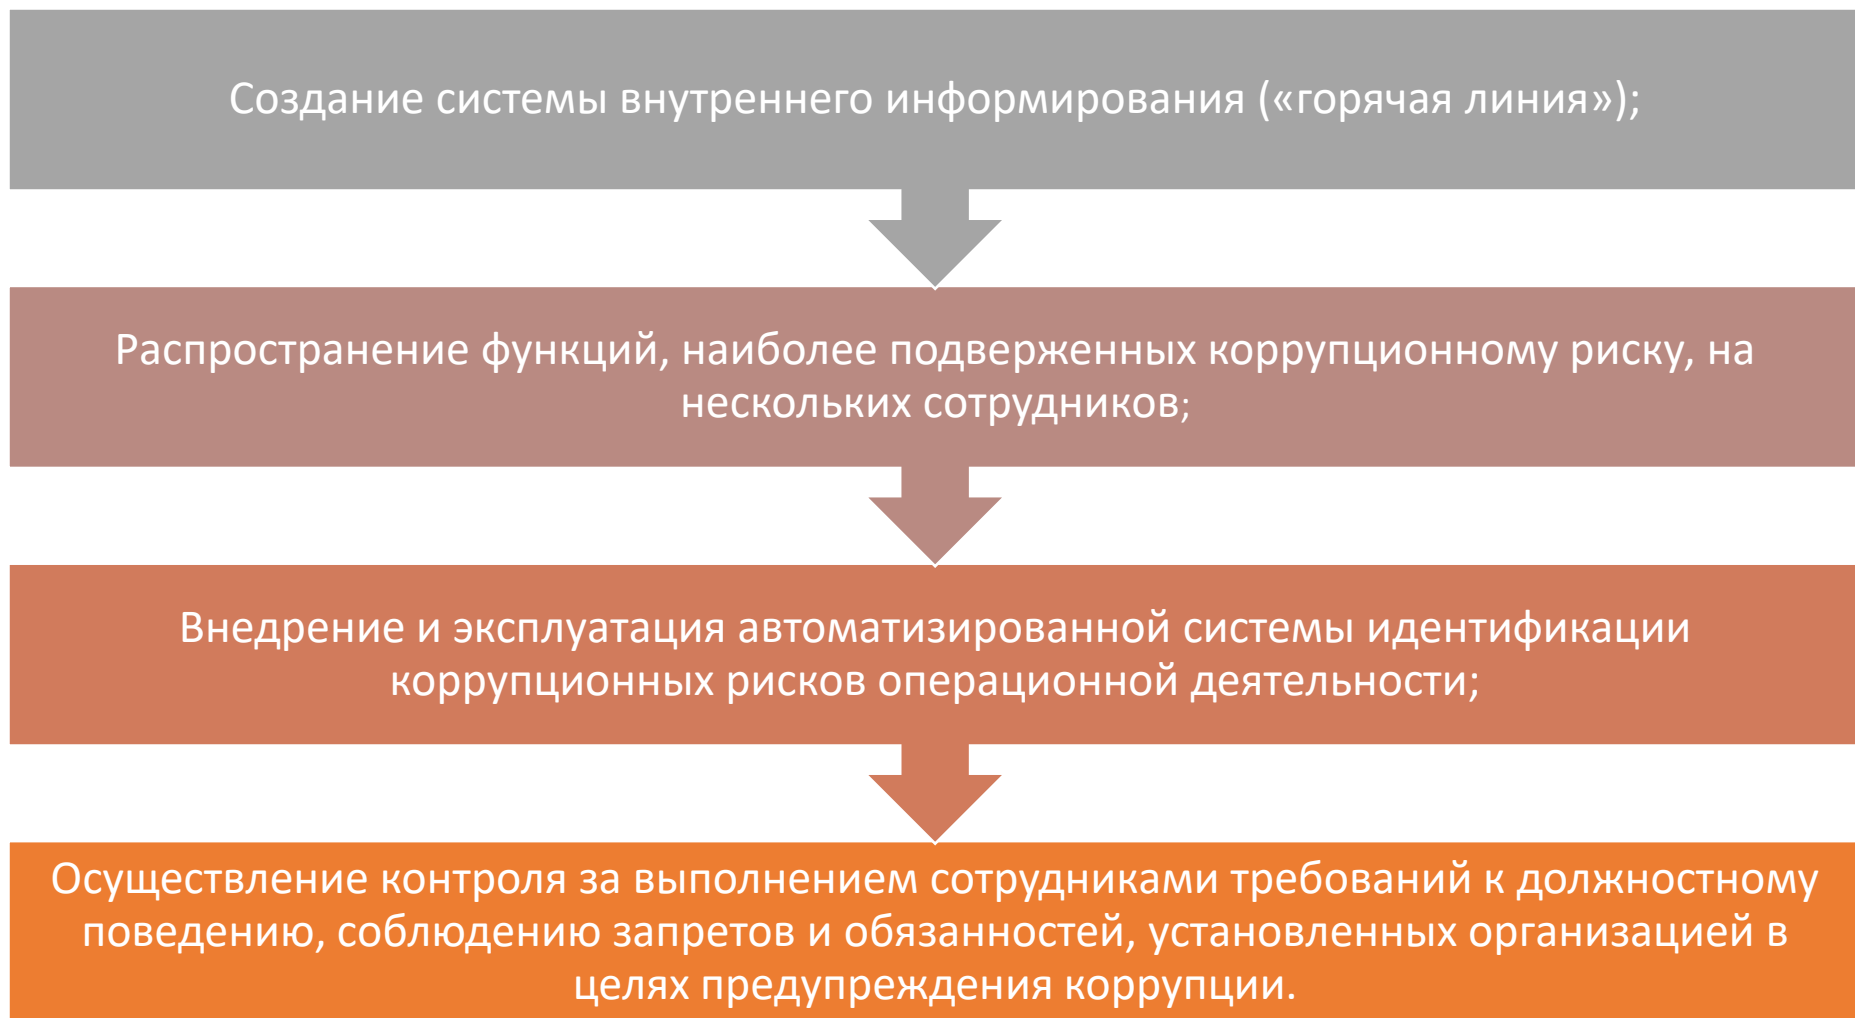 Создание системы внутреннего информирования («горячая линия»);
Распространение функций, наиболее подверженных коррупционному риску, на
нескольких сотрудников;
Внедрение и эксплуатация автоматизированной системы идентификации
коррупционных рисков операционной деятельности;
Осуществление контроля за выполнением сотрудниками требований к должностному
поведению, соблюдению запретов и обязанностей, установленных организацией в
целях предупреждения коррупции.